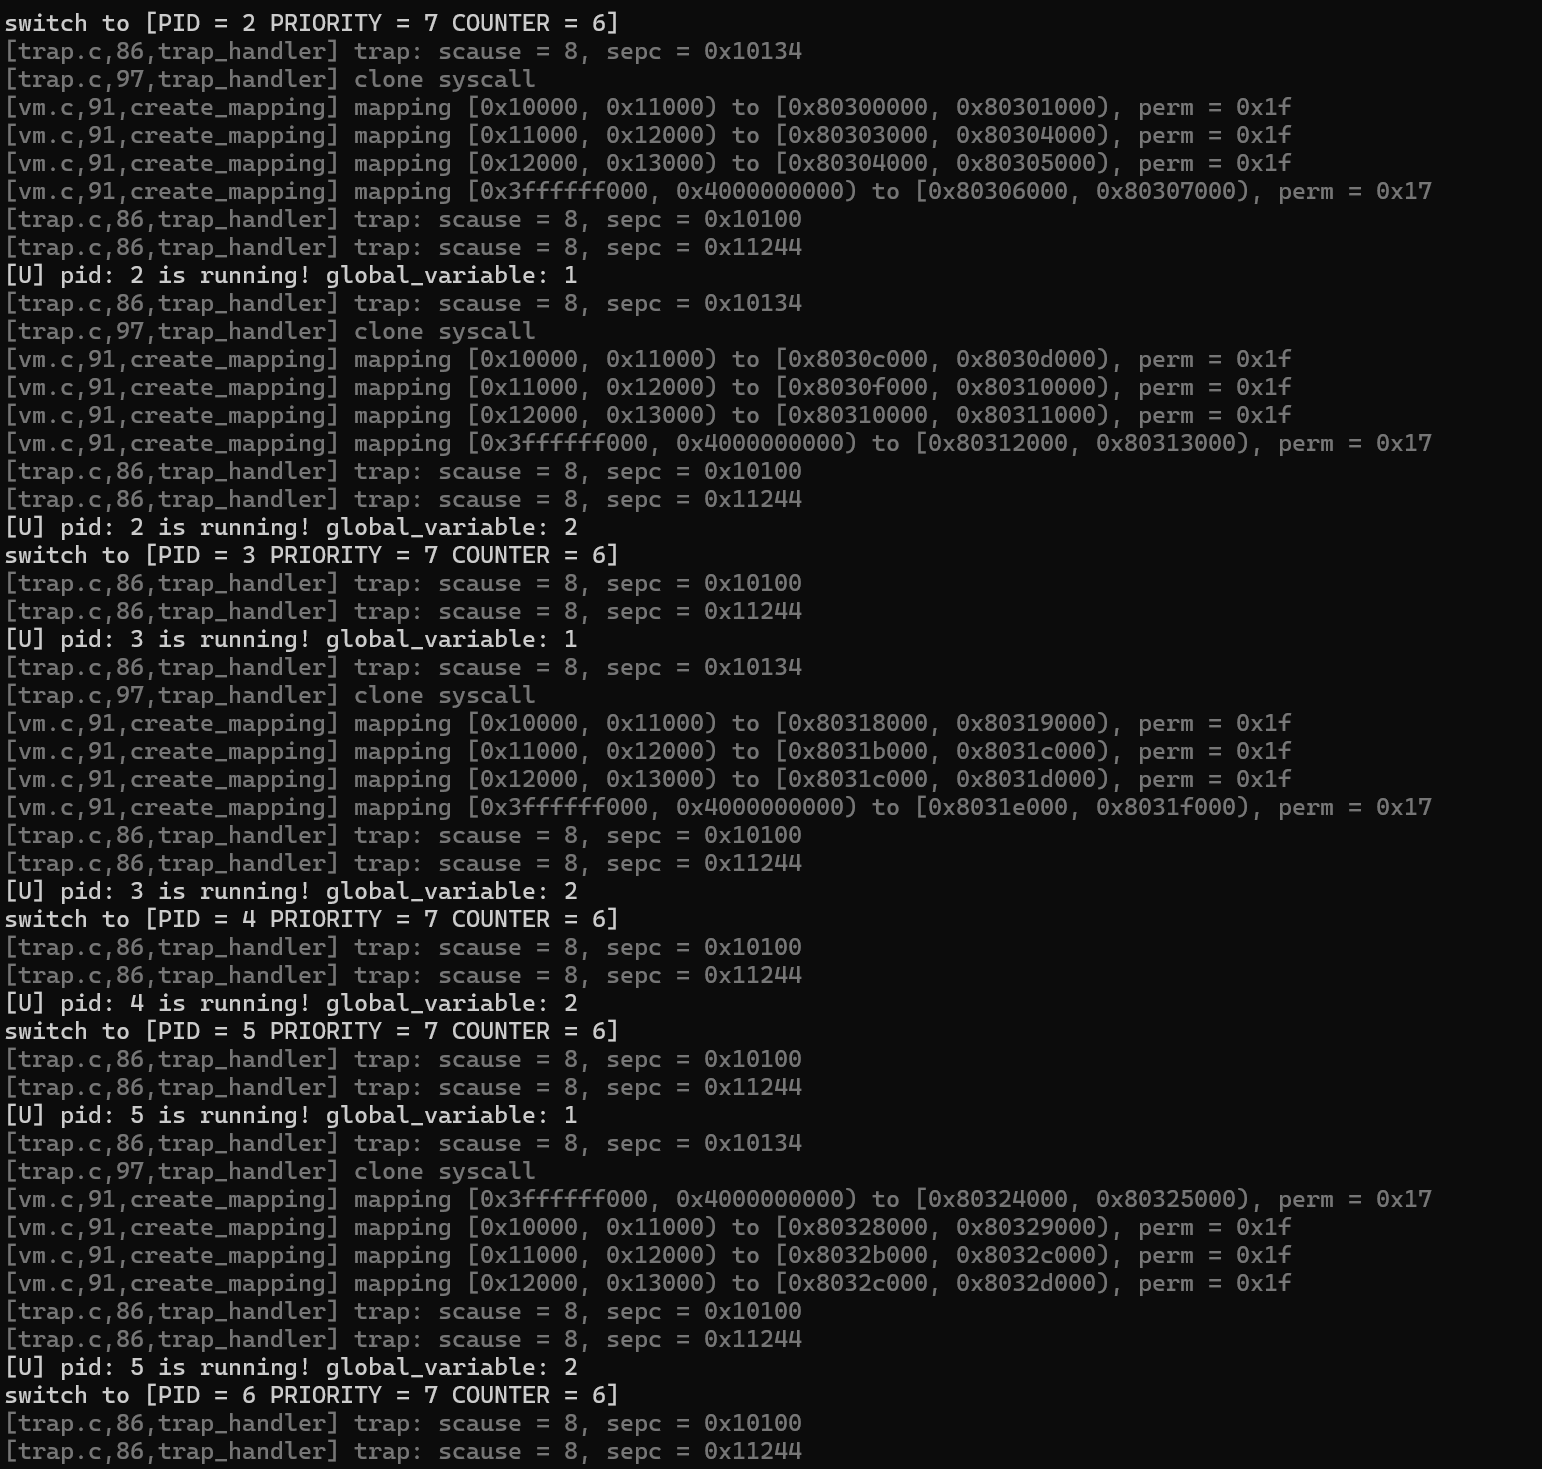 switch to [PID = 2 PRIORITY = 7 COUNTER = 6]
[trap.c,86,trap_handler] trap: scause = 8, sepc = 0x10134
[trap.c,97,trap_handler] clone syscall
[vm.c,91,create_mapping] mapping [0x10000, 0x11000) to [0x80300000, 0x80301000), perm = 0x1f
[vm.c,91,create_mapping] mapping [0x11000, 0x12000) to [0x80303000, 0x80304000), perm = 0x1f
[vm.c,91,create_mapping] mapping [0x12000, 0x13000) to [0x80304000, 0x80305000), perm = 0x1f
[vm.c,91,create_mapping] mapping [0x3ffffff000, 0x4000000000) to [0x80306000, 0x80307000), perm = 0x17
[trap.c,86,trap_handler] trap: scause = 8, sepc = 0x10100
[trap.c,86,trap_handler] trap: scause = 8, sepc = 0x11244
[U] pid: 2 is running! global_variable: 1
[trap.c,86,trap_handler] trap: scause = 8, sepc = 0x10134
[trap.c,97,trap_handler] clone syscall
[vm.c,91,create_mapping] mapping [0x10000, 0x11000) to [0x8030c000, 0x8030d000), perm = 0x1f
[vm.c,91,create_mapping] mapping [0x11000, 0x12000) to [0x8030f000, 0x80310000), perm = 0x1f
[vm.c,91,create_mapping] mapping [0x12000, 0x13000) to [0x80310000, 0x80311000), perm = 0x1f
[vm.c,91,create_mapping] mapping [0x3ffffff000, 0x4000000000) to [0x80312000, 0x80313000), perm = 0x17
[trap.c,86,trap_handler] trap: scause = 8, sepc = 0x10100
[trap.c,86,trap_handler] trap: scause = 8, sepc = 0x11244
[U] pid: 2 is running! global_variable: 2
switch to [PID = 3 PRIORITY = 7 COUNTER = 6]
[trap.c,86,trap_handler] trap: scause = 8, sepc = 0x10100
[trap.c,86,trap_handler] trap: scause = 8, sepc = 0x11244
[U] pid: 3 is running! global_variable: 1
[trap.c,86,trap_handler] trap: scause = 8, sepc = 0x10134
[trap.c,97,trap_handler] clone syscall
[vm.c,91,create_mapping] mapping [0x10000, 0x11000) to [0x80318000, 0x80319000), perm = 0x1f
[vm.c,91,create_mapping] mapping [0x11000, 0x12000) to [0x8031b000, 0x8031c000), perm = 0x1f
[vm.c,91,create_mapping] mapping [0x12000, 0x13000) to [0x8031c000, 0x8031d000), perm = 0x1f
[vm.c,91,create_mapping] mapping [0x3ffffff000, 0x4000000000) to [0x8031e000, 0x8031f000), perm = 0x17
[trap.c,86,trap_handler] trap: scause = 8, sepc = 0x10100
[trap.c,86,trap_handler] trap: scause = 8, sepc = 0x11244
[U] pid: 3 is running! global_variable: 2
switch to [PID = 4 PRIORITY = 7 COUNTER = 6]
[trap.c,86,trap_handler] trap: scause = 8, sepc = 0x10100
[trap.c,86,trap_handler] trap: scause = 8, sepc = 0x11244
[U] pid: 4 is running! global_variable: 2
switch to [PID = 5 PRIORITY = 7 COUNTER = 6]
[trap.c,86,trap_handler] trap: scause = 8, sepc = 0x10100
[trap.c,86,trap_handler] trap: scause = 8, sepc = 0x11244
[U] pid: 5 is running! global_variable: 1
[trap.c,86,trap_handler] trap: scause = 8, sepc = 0x10134
[trap.c,97,trap_handler] clone syscall
[vm.c,91,create_mapping] mapping [0x3ffffff000, 0x4000000000) to [0x80324000, 0x80325000), perm = 0x17
[vm.c,91,create_mapping] mapping [0x10000, 0x11000) to [0x80328000, 0x80329000), perm = 0x1f
[vm.c,91,create_mapping] mapping [0x11000, 0x12000) to [0x8032b000, 0x8032c000), perm = 0x1f
[vm.c,91,create_mapping] mapping [0x12000, 0x13000) to [0x8032c000, 0x8032d000), perm = 0x1f
[trap.c,86,trap_handler] trap: scause = 8, sepc = 0x10100
[trap.c,86,trap_handler] trap: scause = 8, sepc = 0x11244
[U] pid: 5 is running! global_variable: 2
switch to [PID = 6 PRIORITY = 7 COUNTER = 6]
[trap.c,86,trap_handler] trap: scause = 8, sepc = 0x10100
[trap.c,86,trap_handler] trap: scause = 8, sepc = 0x11244